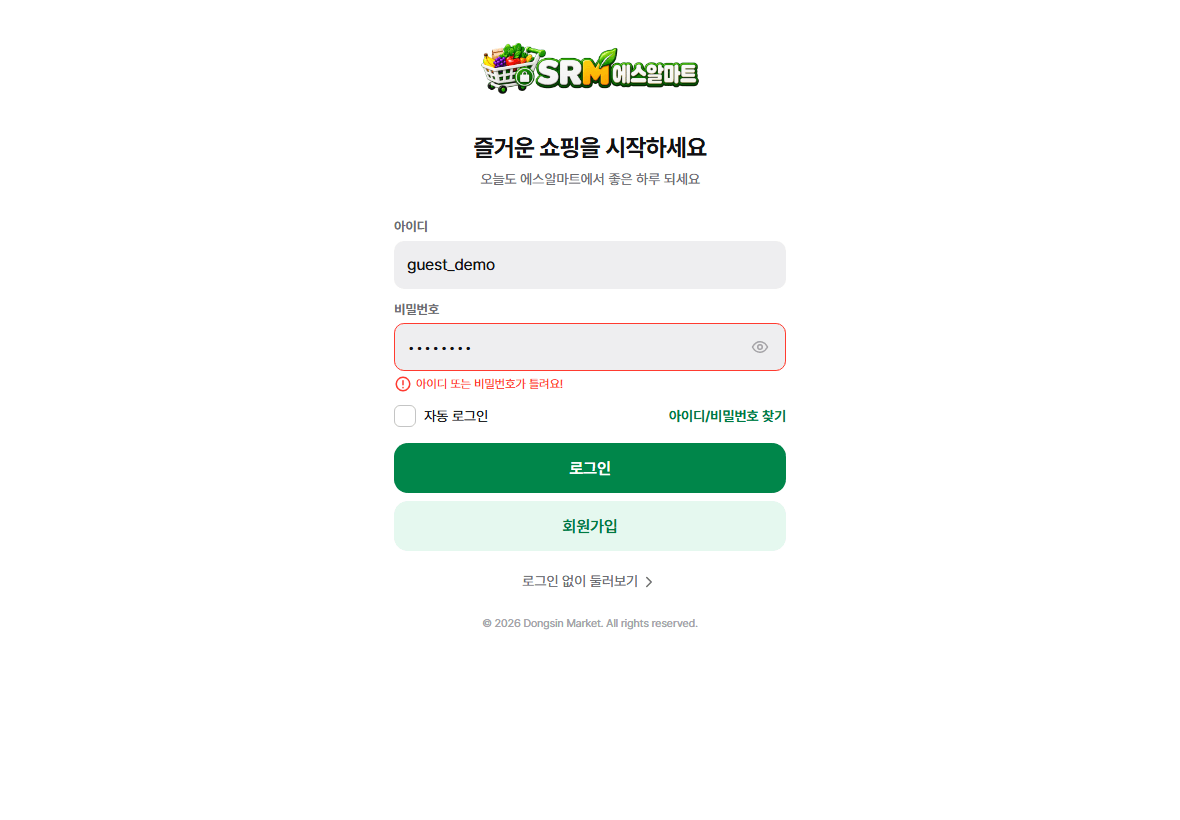 SRM에스알마트
즐거운 쇼핑을 시작하세요
오늘도 에스알마트에서 좋은 하루 되세요
아이디
guest_demo
비밀번호
••••••••
아이디 또는 비밀번호가 틀려요!
자동 로그인
아이디/비밀번호 찾기
로그인
회원가입
로그인 없이 둘러보기
© 2026 Dongsin Market. All rights reserved.